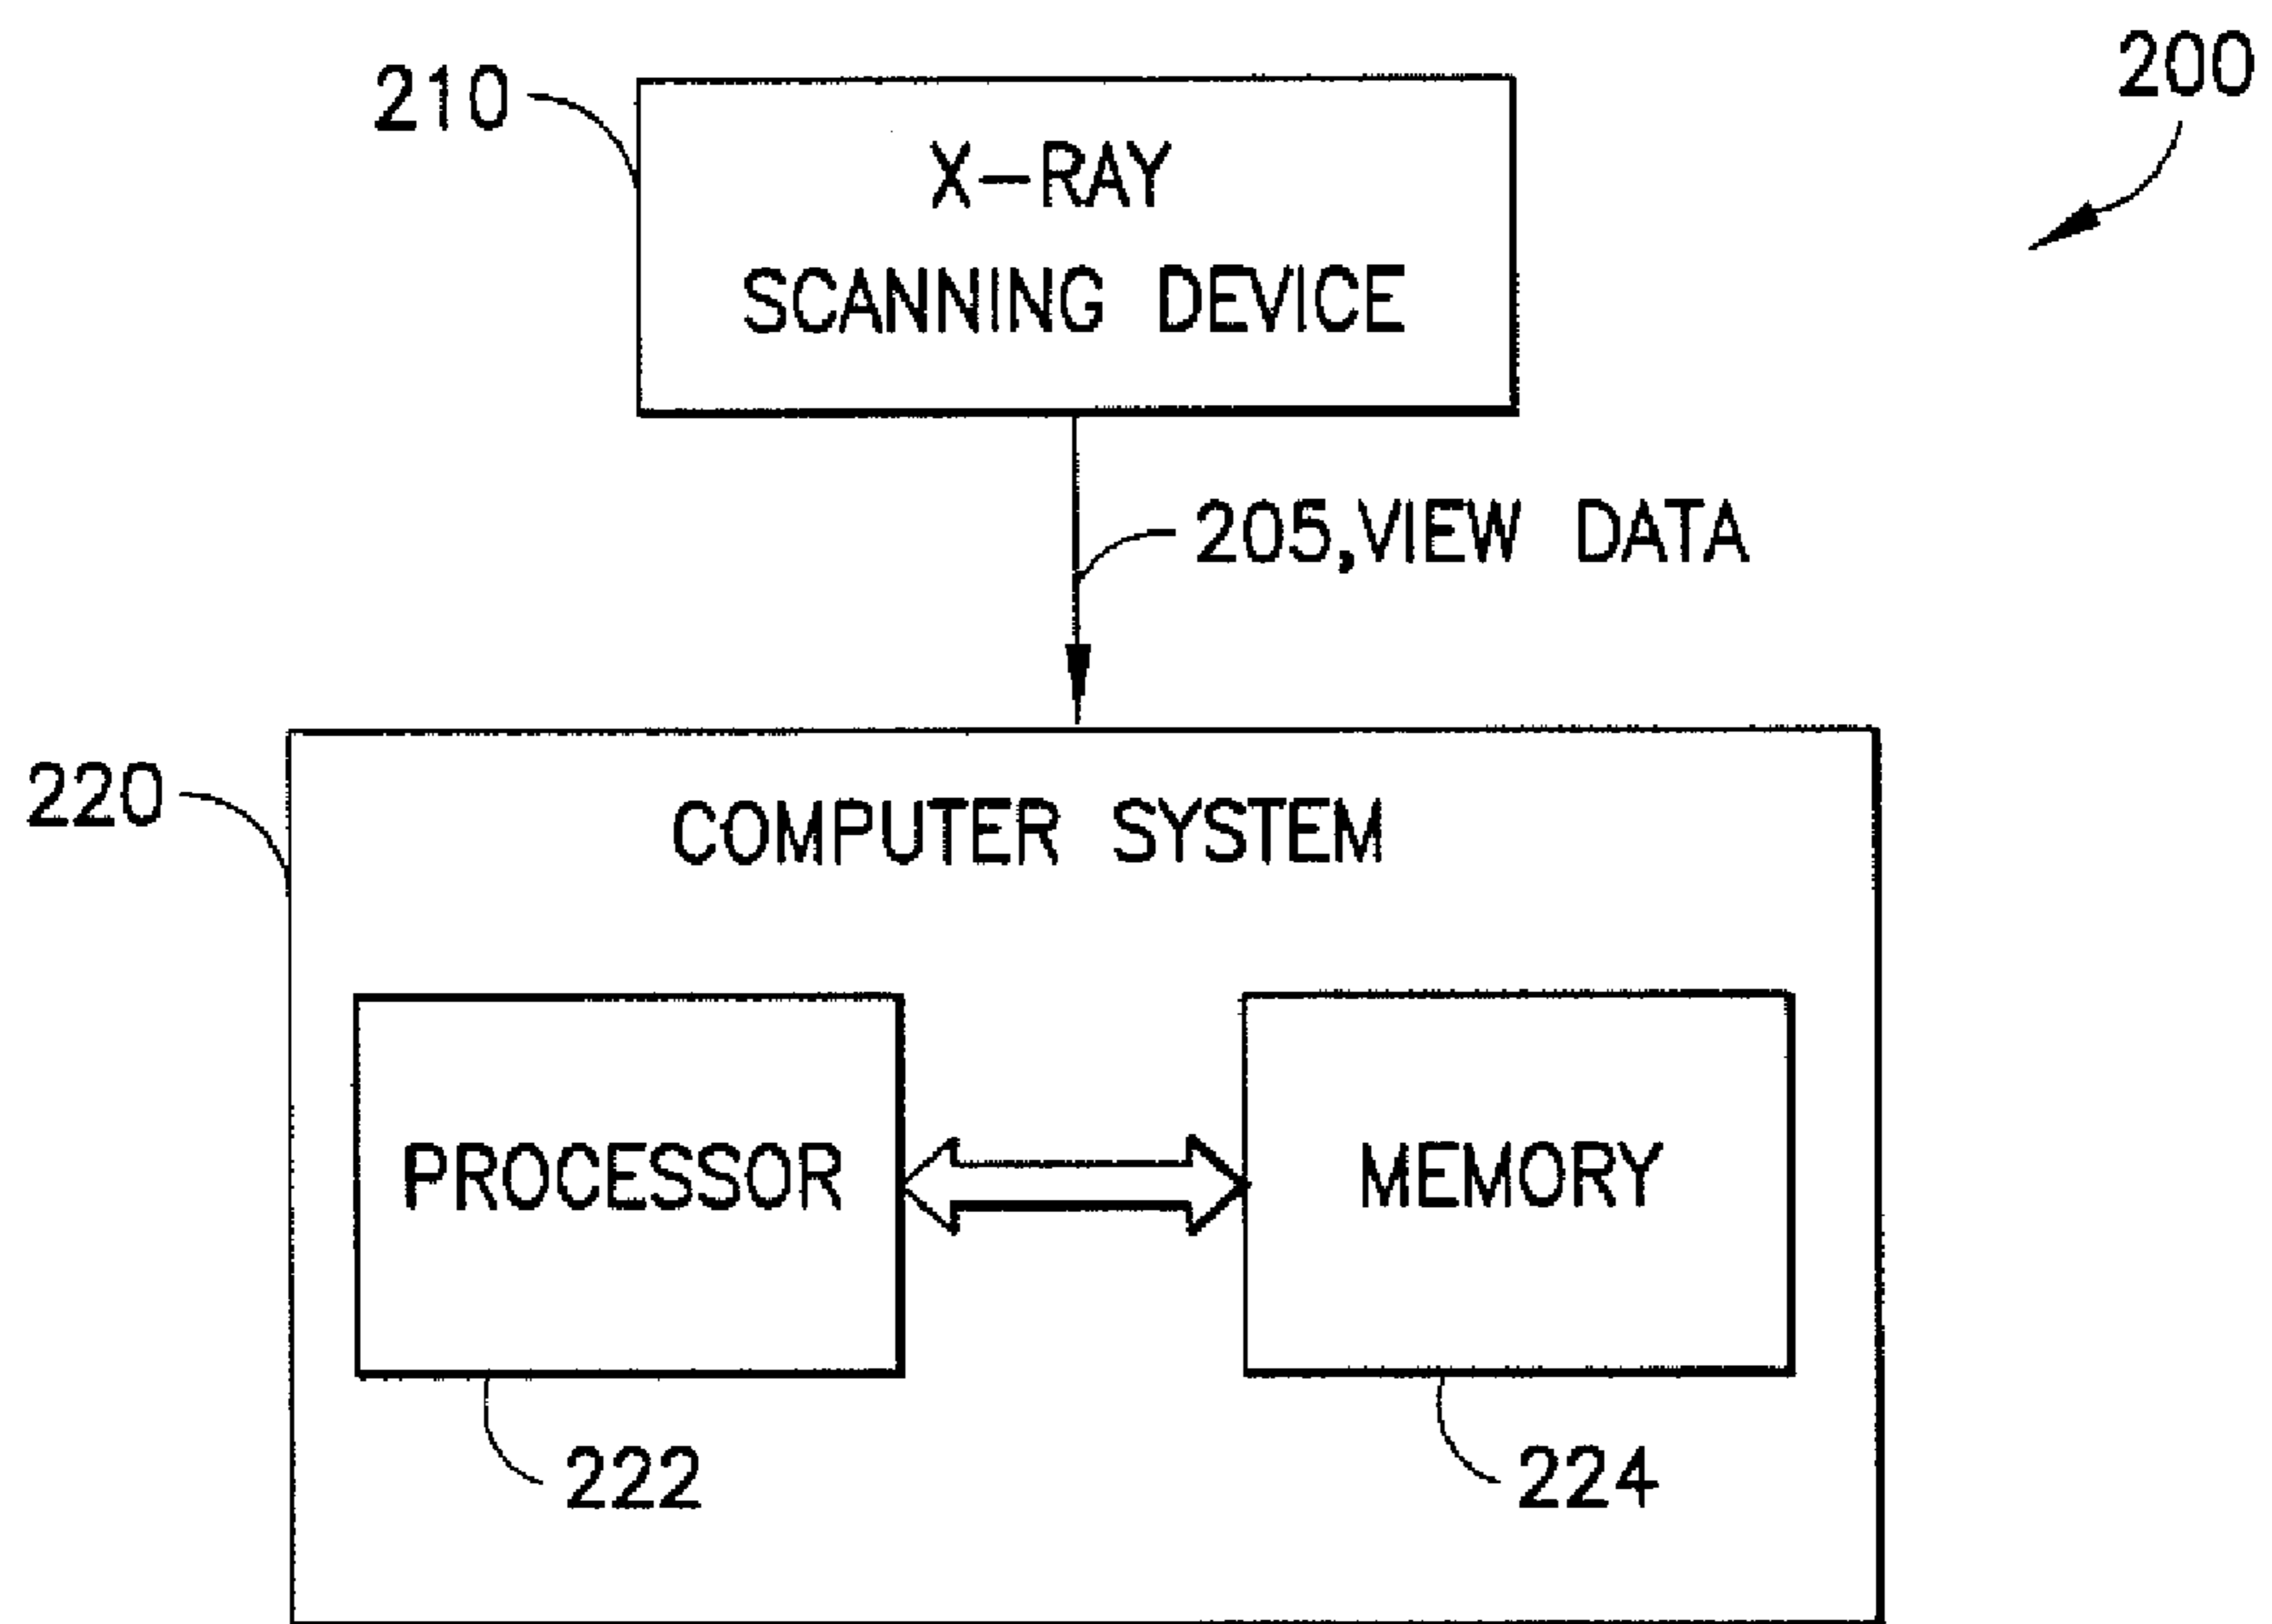 200
210
X-RAY
SCANNING DEVICE
205,VIEW DATA
220
COMPUTER SYSTEM
PROCESSOR
MEMORY
222
224